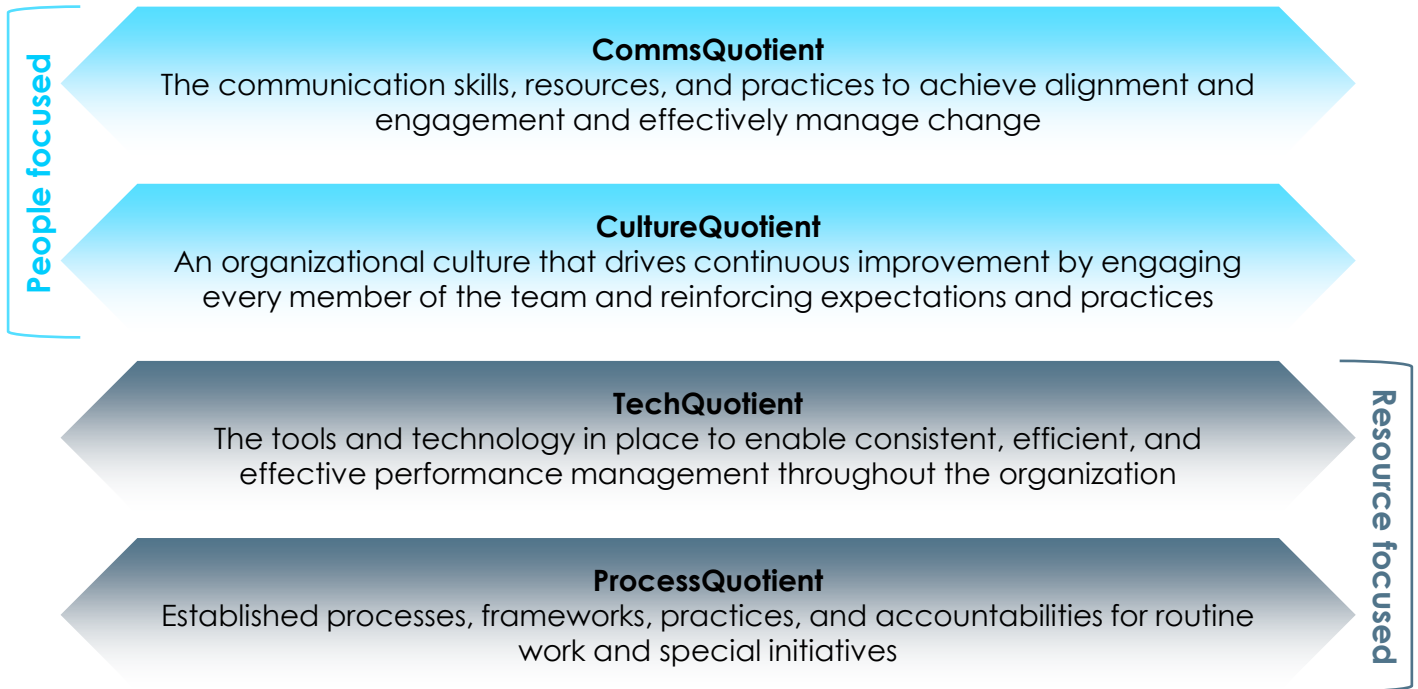 People focused
CommsQuotient
The communication skills, resources, and practices to achieve alignment and
engagement and effectively manage change
CultureQuotient
An organizational culture that drives continuous improvement by engaging
every member of the team and reinforcing expectations and practices
TechQuotient
The tools and technology in place to enable consistent, efficient, and
effective performance management throughout the organization
ProcessQuotient
Established processes, frameworks, practices, and accountabilities for routine
work and special initiatives
Resource focused